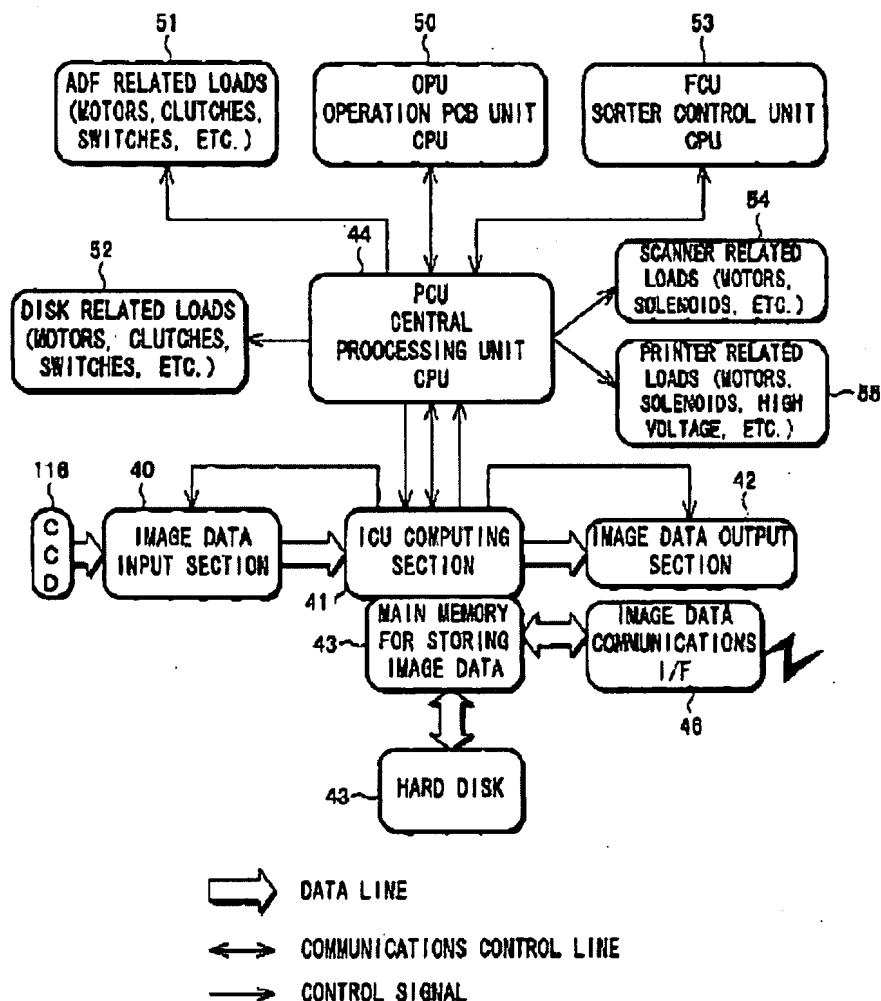 51
50
53
ADF RELATED LOADS
(MOTORS, CLUTCHES,
SWITCHES, ETC.)
OPU
OPERATION PCB UNIT
CPU
FCU
SORTER CONTROL UNIT
CPU
52
44
54
DISK RELATED LOADS
(MOTORS, CLUTCHES,
SWITCHES, ETC.)
PCU
CENTRAL
PROOCESSING UNIT
CPU
SCANNER RELATED
LOADS (MOTORS,
SOLENOIDS, ETC.)
PRINTER RELATED
LOADS (MOTORS,
SOLENOIDS, HIGH
VOLTAGE, ETC.)
55
116
40
42
CCD
IMAGE DATA
INPUT SECTION
ICU COMPUTING
SECTION
IMAGE DATA OUTPUT
SECTION
41
43
MAIN MEMORY
FOR STORING
IMAGE DATA
IMAGE DATA
COMMUNICATIONS
I/F
46
43
HARD DISK
DATA LINE
COMMUNICATIONS CONTROL LINE
CONTROL SIGNAL